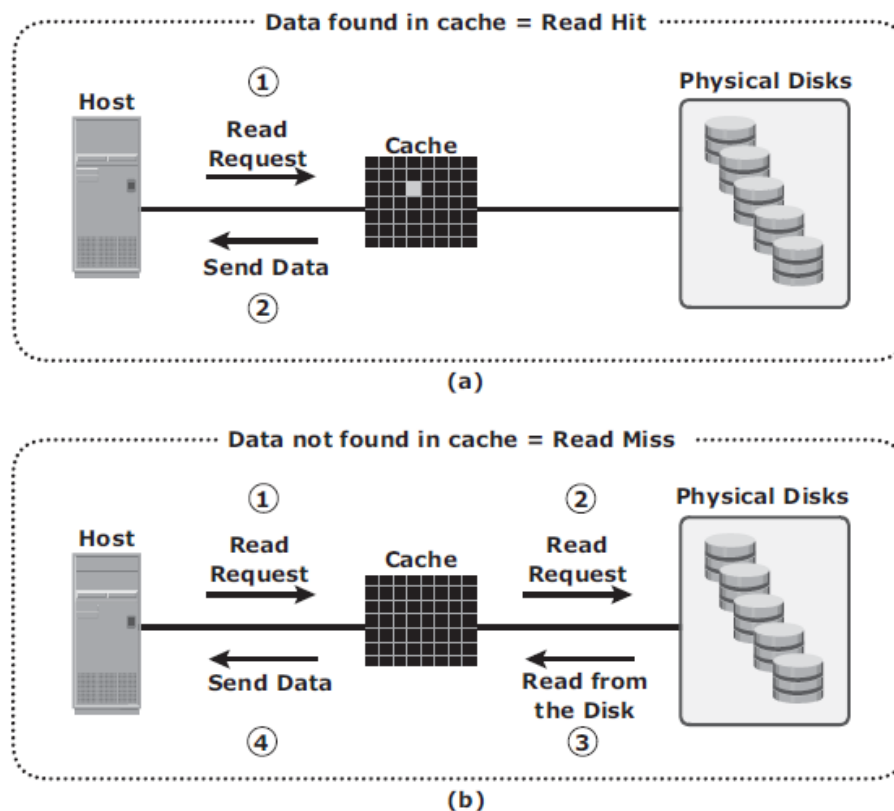 Data found in cache = Read Hit
①
Physical Disks
Host
Read
Request
Cache
Send Data
②
(a)
Data not found in cache = Read Miss
①
②
Physical Disks
Host
Read
Request
Cache
Read
Request
Send Data
Read from
the Disk
④
③
(b)